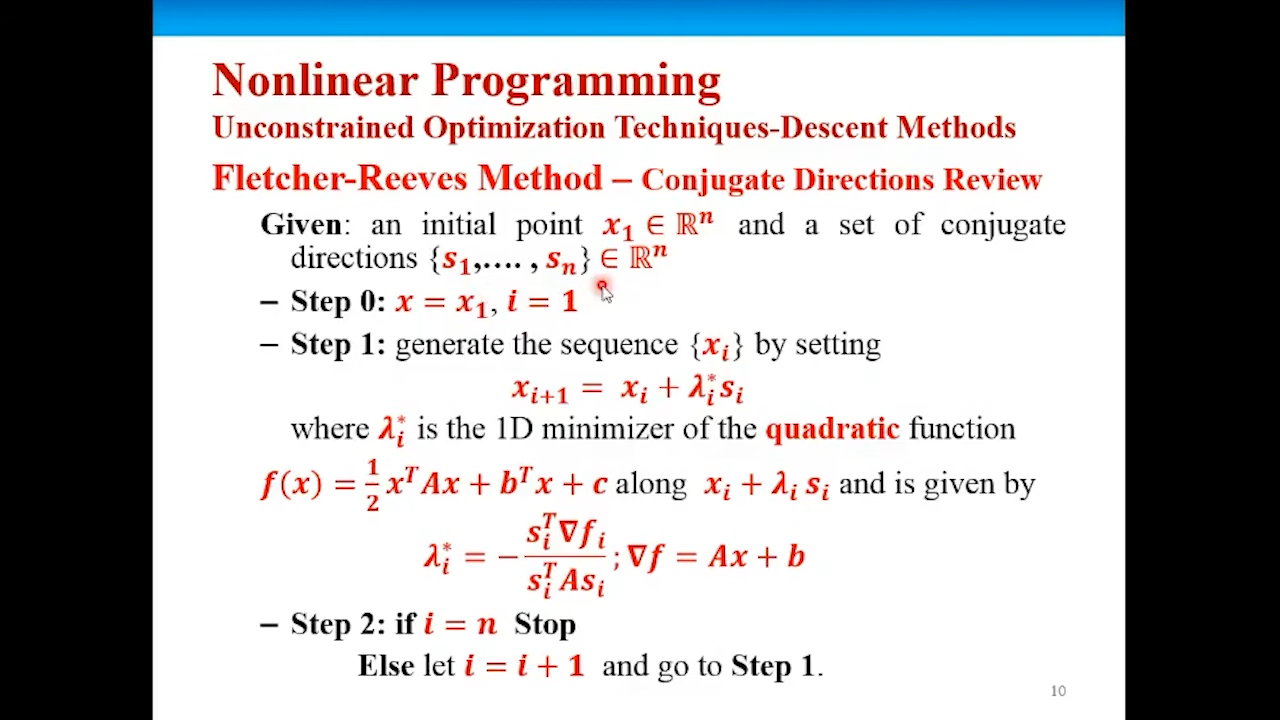 Nonlinear Programming
Unconstrained Optimization Techniques-Descent Methods
Fletcher-Reeves Method – Conjugate Directions Review
Given: an initial point x₁ ∈ ℝⁿ and a set of conjugate
directions {s₁,…. , sₙ} ∈ ℝⁿ
– Step 0: x = x₁, i = 1
– Step 1: generate the sequence {xᵢ} by setting
xᵢ₊₁ = xᵢ + λᵢ* sᵢ
where λᵢ* is the 1D minimizer of the quadratic function
f(x) = 1/2 xᵀAx + bᵀx + c along xᵢ + λᵢ sᵢ and is given by
λᵢ* = − sᵢᵀ∇fᵢ / sᵢᵀAsᵢ ; ∇f = Ax + b
– Step 2: if i = n Stop
Else let i = i + 1 and go to Step 1.
10